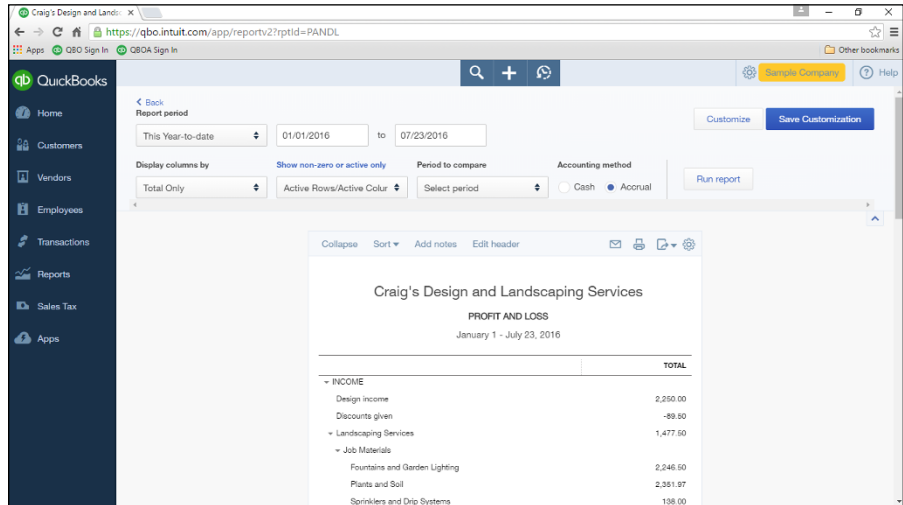 Craig's Design and Lands
https://qbo.intuit.com/app/reportv2?rptId=PANDL
Apps QBO Sign In QBOA Sign In Other bookmarks
qb QuickBooks
Sample Company Help
Home
Customers
Vendors
Employees
Transactions
Reports
Sales Tax
Apps
Back
Report period
This Year-to-date 01/01/2016 to 07/23/2016
Customize Save Customization
Display columns by Show non-zero or active only Period to compare Accounting method
Total Only Active Rows/Active Colur Select period Cash Accrual
Run report
Collapse Sort Add notes Edit header
Craig's Design and Landscaping Services
PROFIT AND LOSS
January 1 - July 23, 2016
TOTAL
INCOME
Design income 2,250.00
Discounts given -89.50
Landscaping Services 1,477.50
Job Materials
Fountains and Garden Lighting 2,246.50
Plants and Soil 2,351.97
Sprinklers and Drip Systems 138.00